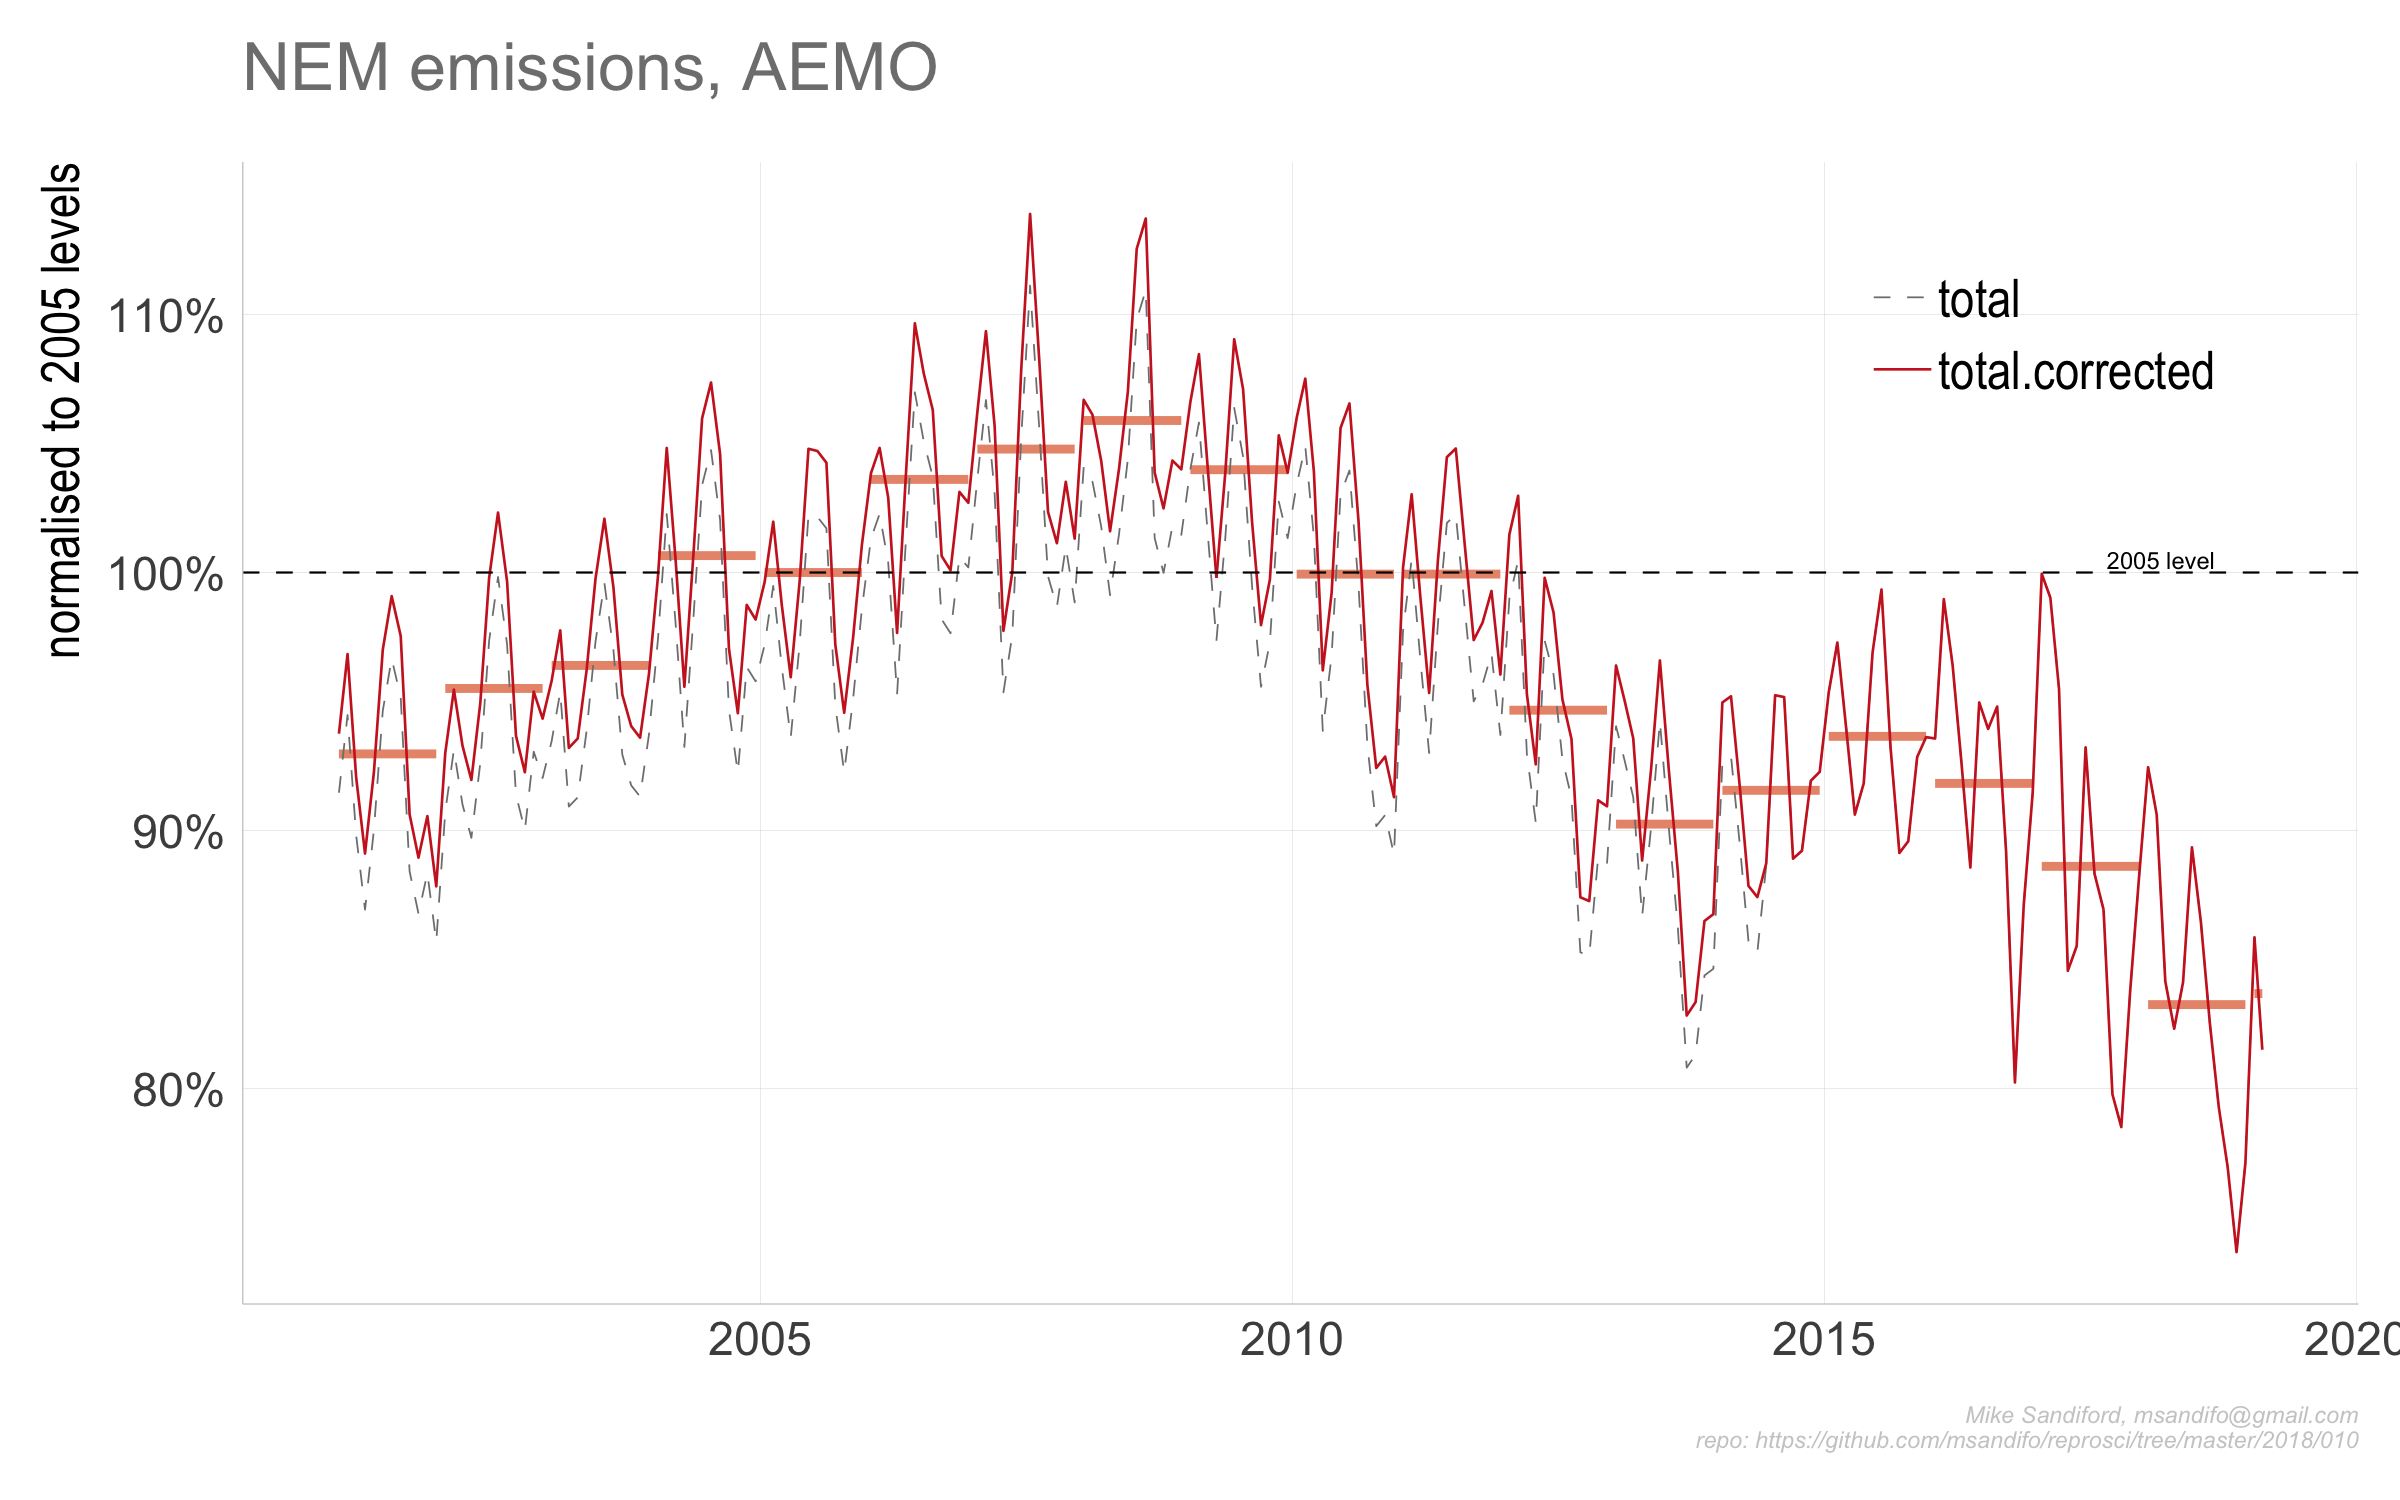 NEM emissions, AEMO
normalised to 2005 levels
110%
100%
90%
80%
total
total.corrected
2005 level
2005
2010
2015
2020
Mike Sandiford, msandifo@gmail.com
repo: https://github.com/msandifo/reprosci/tree/master/2018/010